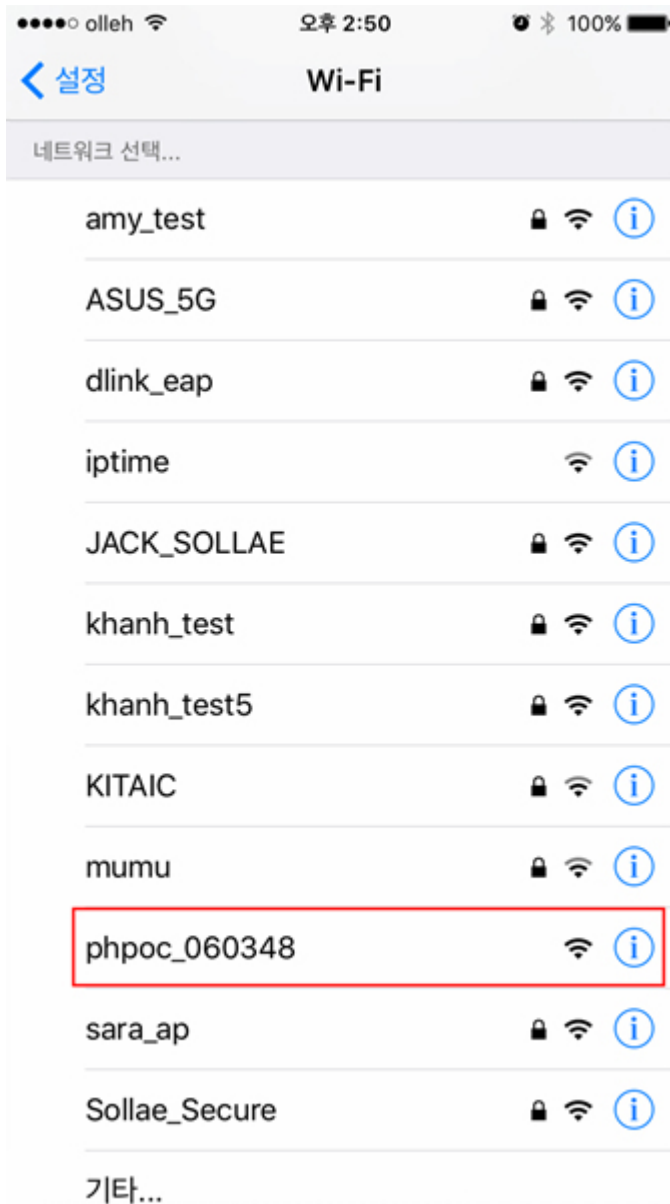 olleh 오후 2:50 100%
설정 Wi-Fi
네트워크 선택...
amy_test
ASUS_5G
dlink_eap
iptime
JACK_SOLLAE
khanh_test
khanh_test5
KITAIC
mumu
phpoc_060348
sara_ap
Sollae_Secure
기타...